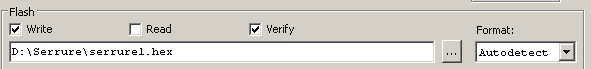 Flash
Write Read Verify Format:
D:\Serrure\serrure1.hex ... Autodetect